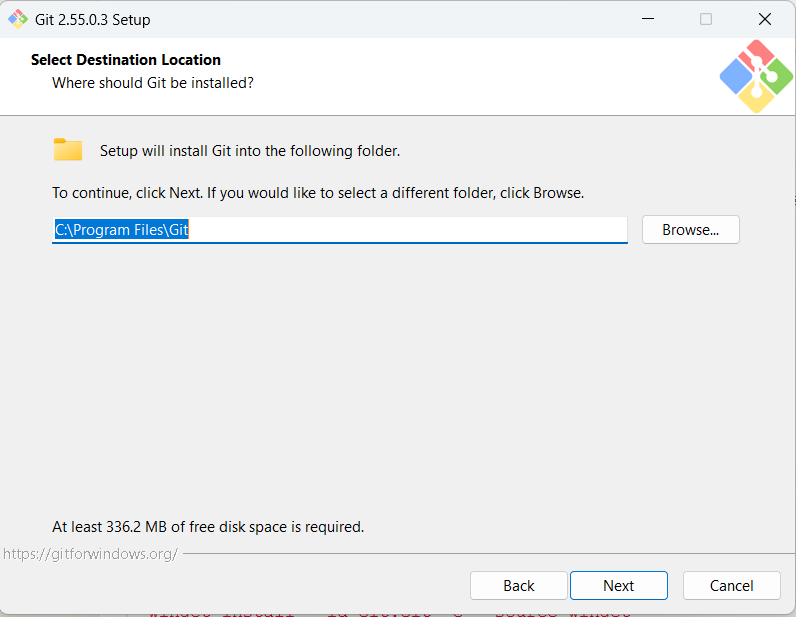 Git 2.55.0.3 Setup
Select Destination Location
Where should Git be installed?
Setup will install Git into the following folder.
To continue, click Next. If you would like to select a different folder, click Browse.
C:\Program Files\Git
Browse...
At least 336.2 MB of free disk space is required.
https://gitforwindows.org/
Back
Next
Cancel